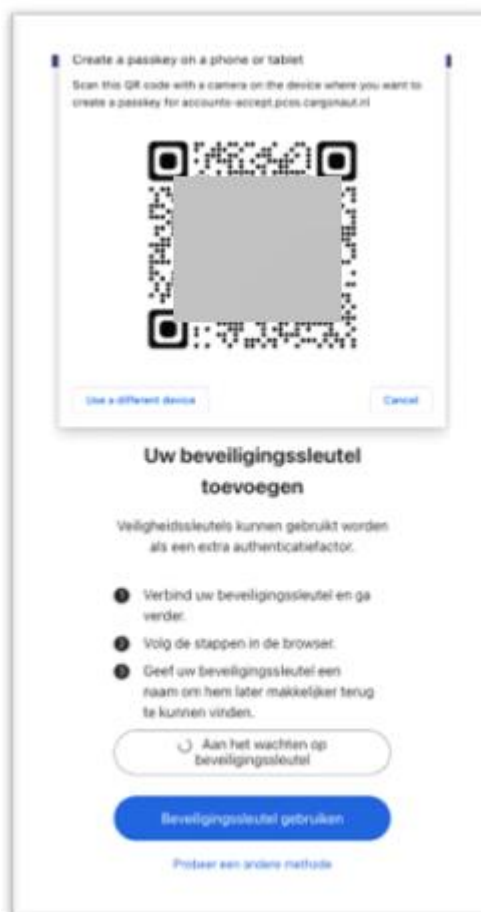 Create a passkey on a phone or tablet
Scan this QR code with a camera on the device where you want to
create a passkey for accounts-accept.pcos.cargonaut.nl
Use a different device
Cancel
Uw beveiligingssleutel
toevoegen
Veiligheidssleutels kunnen gebruikt worden
als een extra authenticatiefactor.
1 Verbind uw beveiligingssleutel en ga
verder.
2 Volg de stappen in de browser.
3 Geef uw beveiligingssleutel een
naam om hem later makkelijker terug
te kunnen vinden.
Aan het wachten op
beveiligingssleutel
Beveiligingssleutel gebruiken
Probeer een andere methode